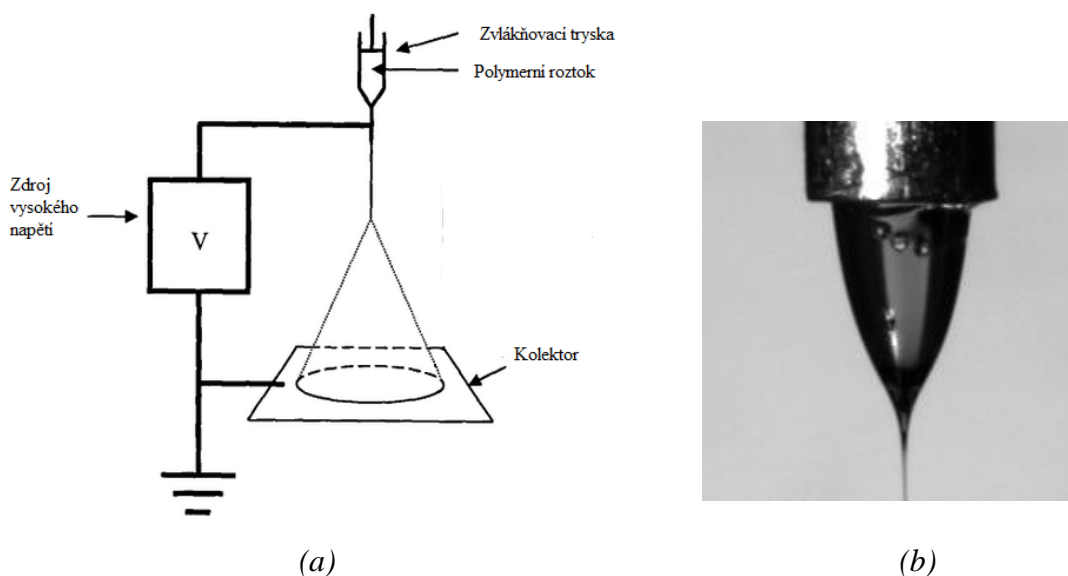 Zvlákňovací tryska
Polymerní roztok
Zdroj
vysokého
napětí
V
Kolektor
(a)
(b)